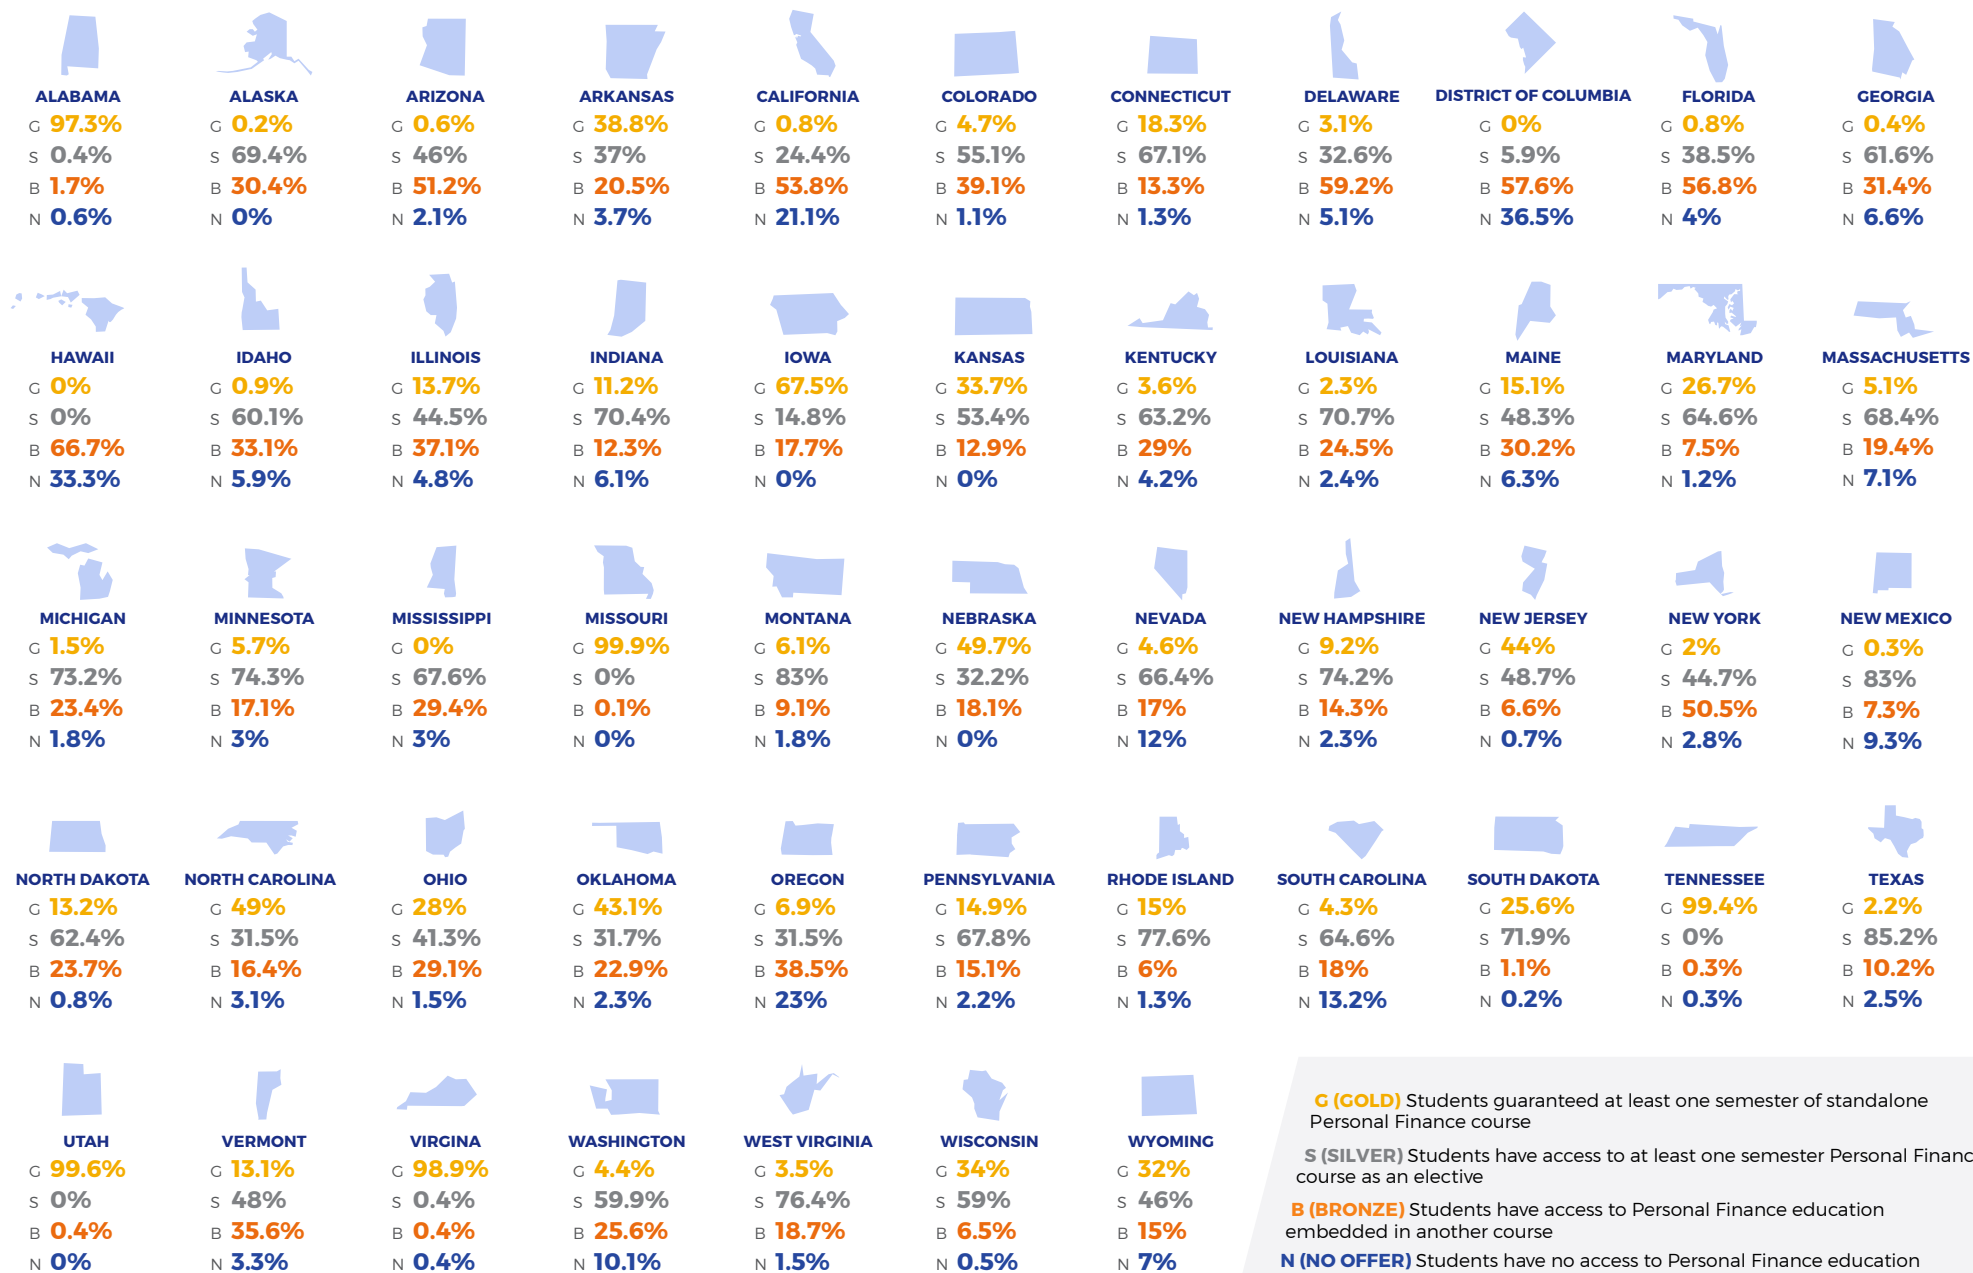 ALABAMA ALASKA ARIZONA ARKANSAS CALIFORNIA COLORADO CONNECTICUT DELAWARE DISTRICT OF COLUMBIA FLORIDA GEORGIA
G 97.3% G 0.2% G 0.6% G 38.8% G 0.8% G 4.7% G 18.3% G 3.1% G 0% G 0.8% G 0.4%
S 0.4% S 69.4% S 46% S 37% S 24.4% S 55.1% S 67.1% S 32.6% S 5.9% S 38.5% S 61.6%
B 1.7% B 30.4% B 51.2% B 20.5% B 53.8% B 39.1% B 13.3% B 59.2% B 57.6% B 56.8% B 31.4%
N 0.6% N 0% N 2.1% N 3.7% N 21.1% N 1.1% N 1.3% N 5.1% N 36.5% N 4% N 6.6%
HAWAII IDAHO ILLINOIS INDIANA IOWA KANSAS KENTUCKY LOUISIANA MAINE MARYLAND MASSACHUSETTS
G 0% G 0.9% G 13.7% G 11.2% G 67.5% G 33.7% G 3.6% G 2.3% G 15.1% G 26.7% G 5.1%
S 0% S 60.1% S 44.5% S 70.4% S 14.8% S 53.4% S 63.2% S 70.7% S 48.3% S 64.6% S 68.4%
B 66.7% B 33.1% B 37.1% B 12.3% B 17.7% B 12.9% B 29% B 24.5% B 30.2% B 7.5% B 19.4%
N 33.3% N 5.9% N 4.8% N 6.1% N 0% N 0% N 4.2% N 2.4% N 6.3% N 1.2% N 7.1%
MICHIGAN MINNESOTA MISSISSIPPI MISSOURI MONTANA NEBRASKA NEVADA NEW HAMPSHIRE NEW JERSEY NEW YORK NEW MEXICO
G 1.5% G 5.7% G 0% G 99.9% G 6.1% G 49.7% G 4.6% G 9.2% G 44% G 2% G 0.3%
S 73.2% S 74.3% S 67.6% S 0% S 83% S 32.2% S 66.4% S 74.2% S 48.7% S 44.7% S 83%
B 23.4% B 17.1% B 29.4% B 0.1% B 9.1% B 18.1% B 17% B 14.3% B 6.6% B 50.5% B 7.3%
N 1.8% N 3% N 3% N 0% N 1.8% N 0% N 12% N 2.3% N 0.7% N 2.8% N 9.3%
NORTH DAKOTA NORTH CAROLINA OHIO OKLAHOMA OREGON PENNSYLVANIA RHODE ISLAND SOUTH CAROLINA SOUTH DAKOTA TENNESSEE TEXAS
G 13.2% G 49% G 28% G 43.1% G 6.9% G 14.9% G 15% G 4.3% G 25.6% G 99.4% G 2.2%
S 62.4% S 31.5% S 41.3% S 31.7% S 31.5% S 67.8% S 77.6% S 64.6% S 71.9% S 0% S 85.2%
B 23.7% B 16.4% B 29.1% B 22.9% B 38.5% B 15.1% B 6% B 18% B 1.1% B 0.3% B 10.2%
N 0.8% N 3.1% N 1.5% N 2.3% N 23% N 2.2% N 1.3% N 13.2% N 0.2% N 0.3% N 2.5%
UTAH VERMONT VIRGINA WASHINGTON WEST VIRGINIA WISCONSIN WYOMING
G 99.6% G 13.1% G 98.9% G 4.4% G 3.5% G 34% G 32%
S 0% S 48% S 0.4% S 59.9% S 76.4% S 59% S 46%
B 0.4% B 35.6% B 0.4% B 25.6% B 18.7% B 6.5% B 15%
N 0% N 3.3% N 0.4% N 10.1% N 1.5% N 0.5% N 7%
G (GOLD) Students guaranteed at least one semester of standalone
Personal Finance course
S (SILVER) Students have access to at least one semester Personal Financ
course as an elective
B (BRONZE) Students have access to Personal Finance education
embedded in another course
N (NO OFFER) Students have no access to Personal Finance education